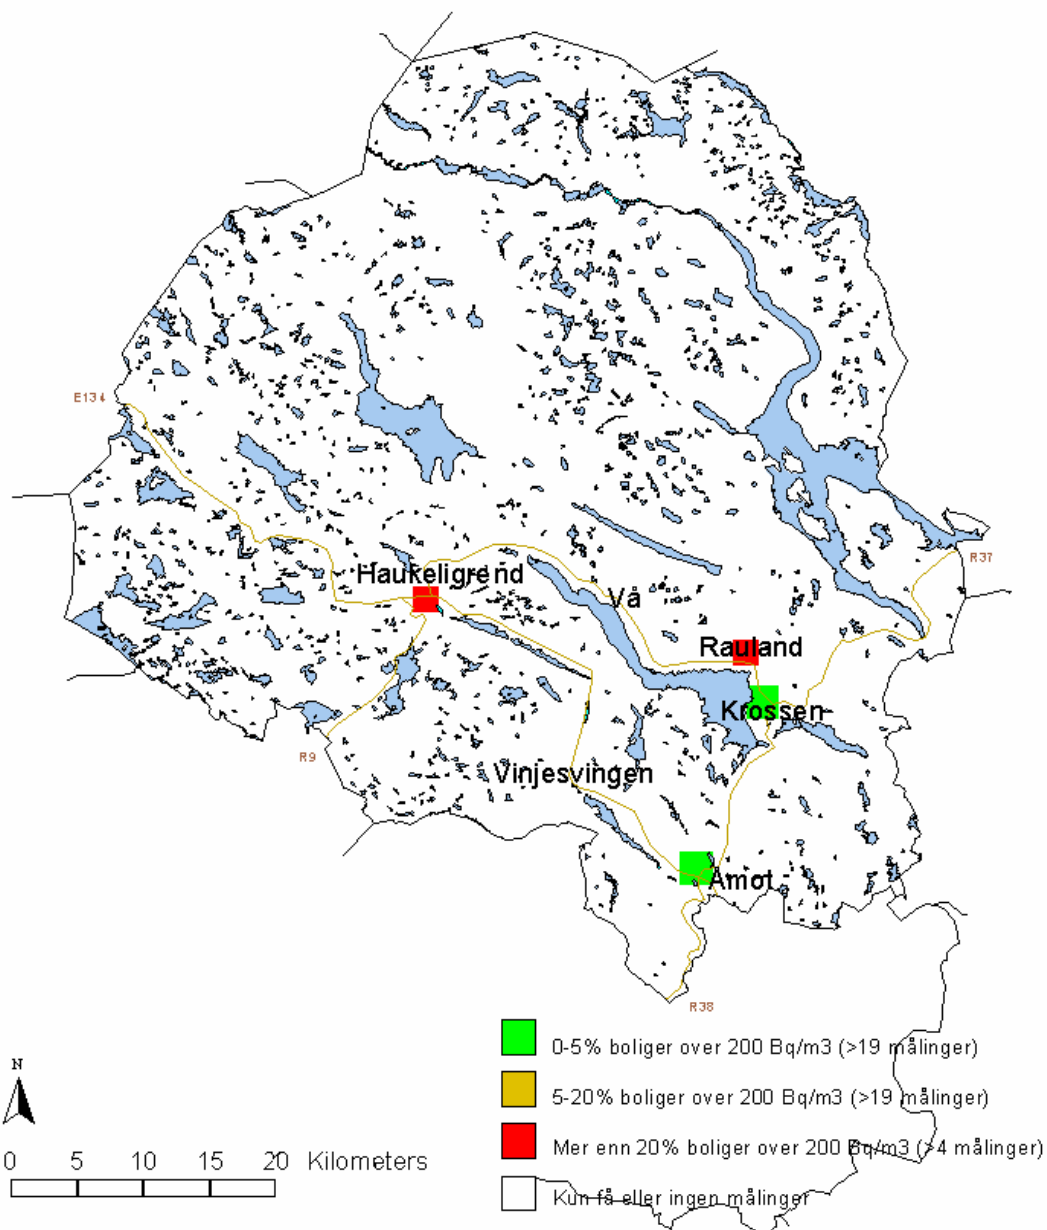 E134
Haukeligrend
R37
Vå
Rauland
Krossen
R9
Vinjesvingen
Åmot
R38
0-5% boliger over 200 Bq/m3 (>19 målinger)
5-20% boliger over 200 Bq/m3 (>19 målinger)
Mer enn 20% boliger over 200 Bq/m3 (>4 målinger)
Kun få eller ingen målinger
N
0 5 10 15 20 Kilometers